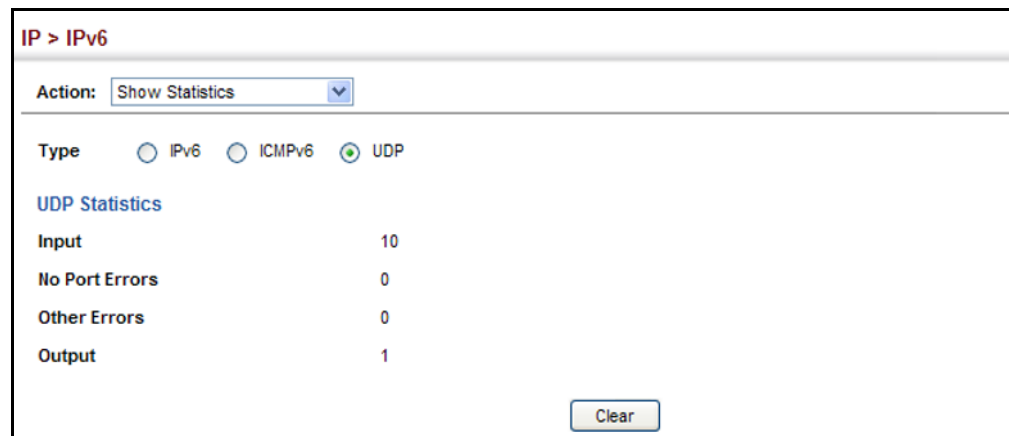 IP > IPv6
Action: Show Statistics
Type IPv6 ICMPv6 UDP
UDP Statistics
Input 10
No Port Errors 0
Other Errors 0
Output 1
Clear